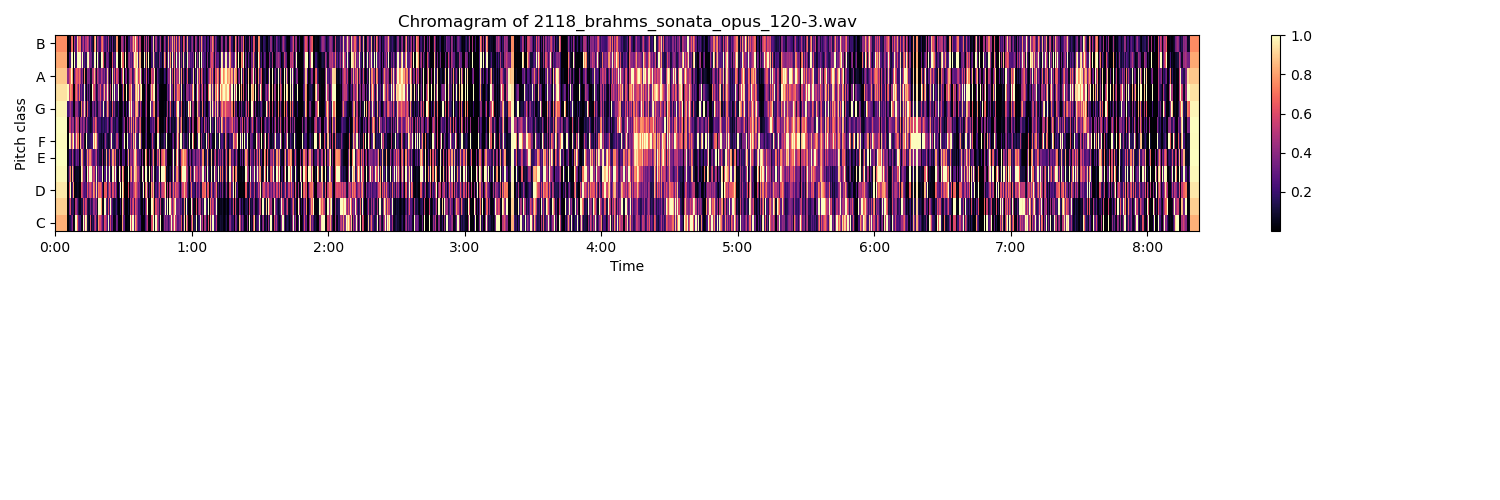 Chromagram of 2118_brahms_sonata_opus_120-3.wav
Pitch class
B
A
G
F
E
D
C
0:00 1:00 2:00 3:00 4:00 5:00 6:00 7:00 8:00
Time
1.0
0.8
0.6
0.4
0.2